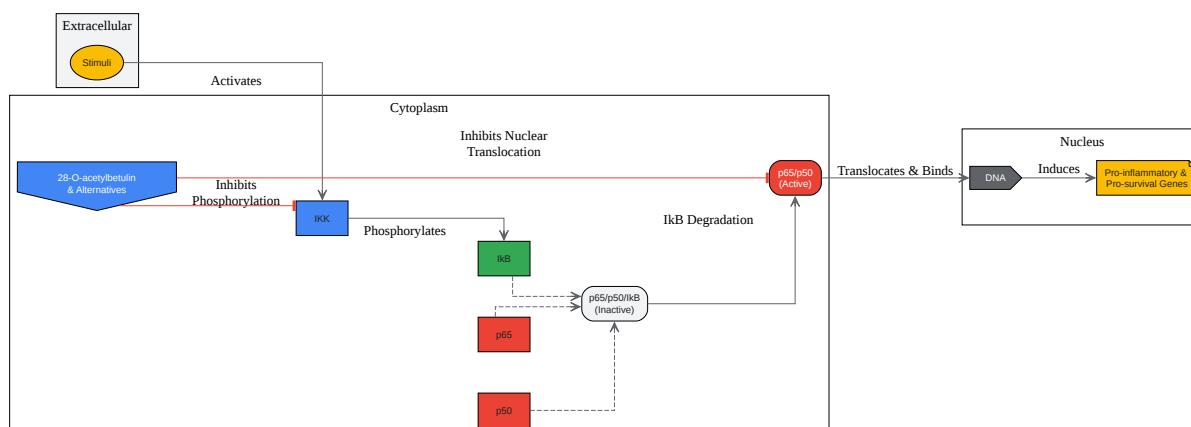 Extracellular
Stimuli
Activates
Cytoplasm
Inhibits Nuclear
Translocation
Nucleus
28-O-acetylbetulin
& Alternatives
Inhibits
Phosphorylation
p65/p50
(Active)
Translocates & Binds
DNA
Induces
Pro-inflammatory &
Pro-survival Genes
IKK
Phosphorylates
IkB Degradation
IkB
p65/p50/IkB
(Inactive)
p65
p50